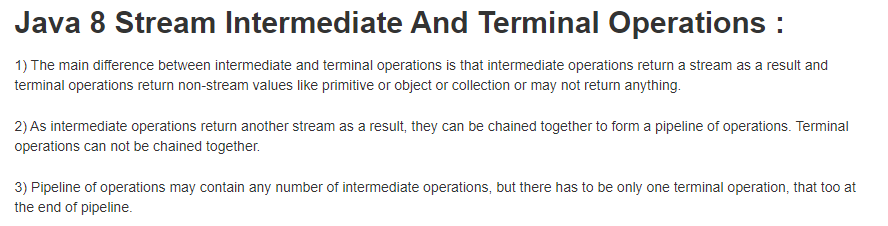 Java 8 Stream Intermediate And Terminal Operations :
1) The main difference between intermediate and terminal operations is that intermediate operations return a stream as a result and
terminal operations return non-stream values like primitive or object or collection or may not return anything.
2) As intermediate operations return another stream as a result, they can be chained together to form a pipeline of operations. Terminal
operations can not be chained together.
3) Pipeline of operations may contain any number of intermediate operations, but there has to be only one terminal operation, that too at
the end of pipeline.